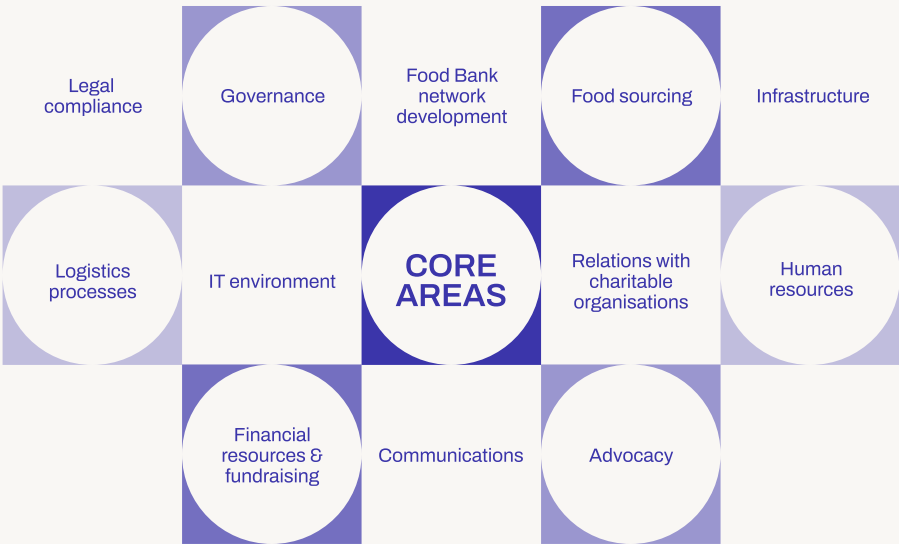 Legal
compliance
Governance
Food Bank
network
development
Food sourcing
Infrastructure
Logistics
processes
IT environment
CORE
AREAS
Relations with
charitable
organisations
Human
resources
Financial
resources &
fundraising
Communications
Advocacy